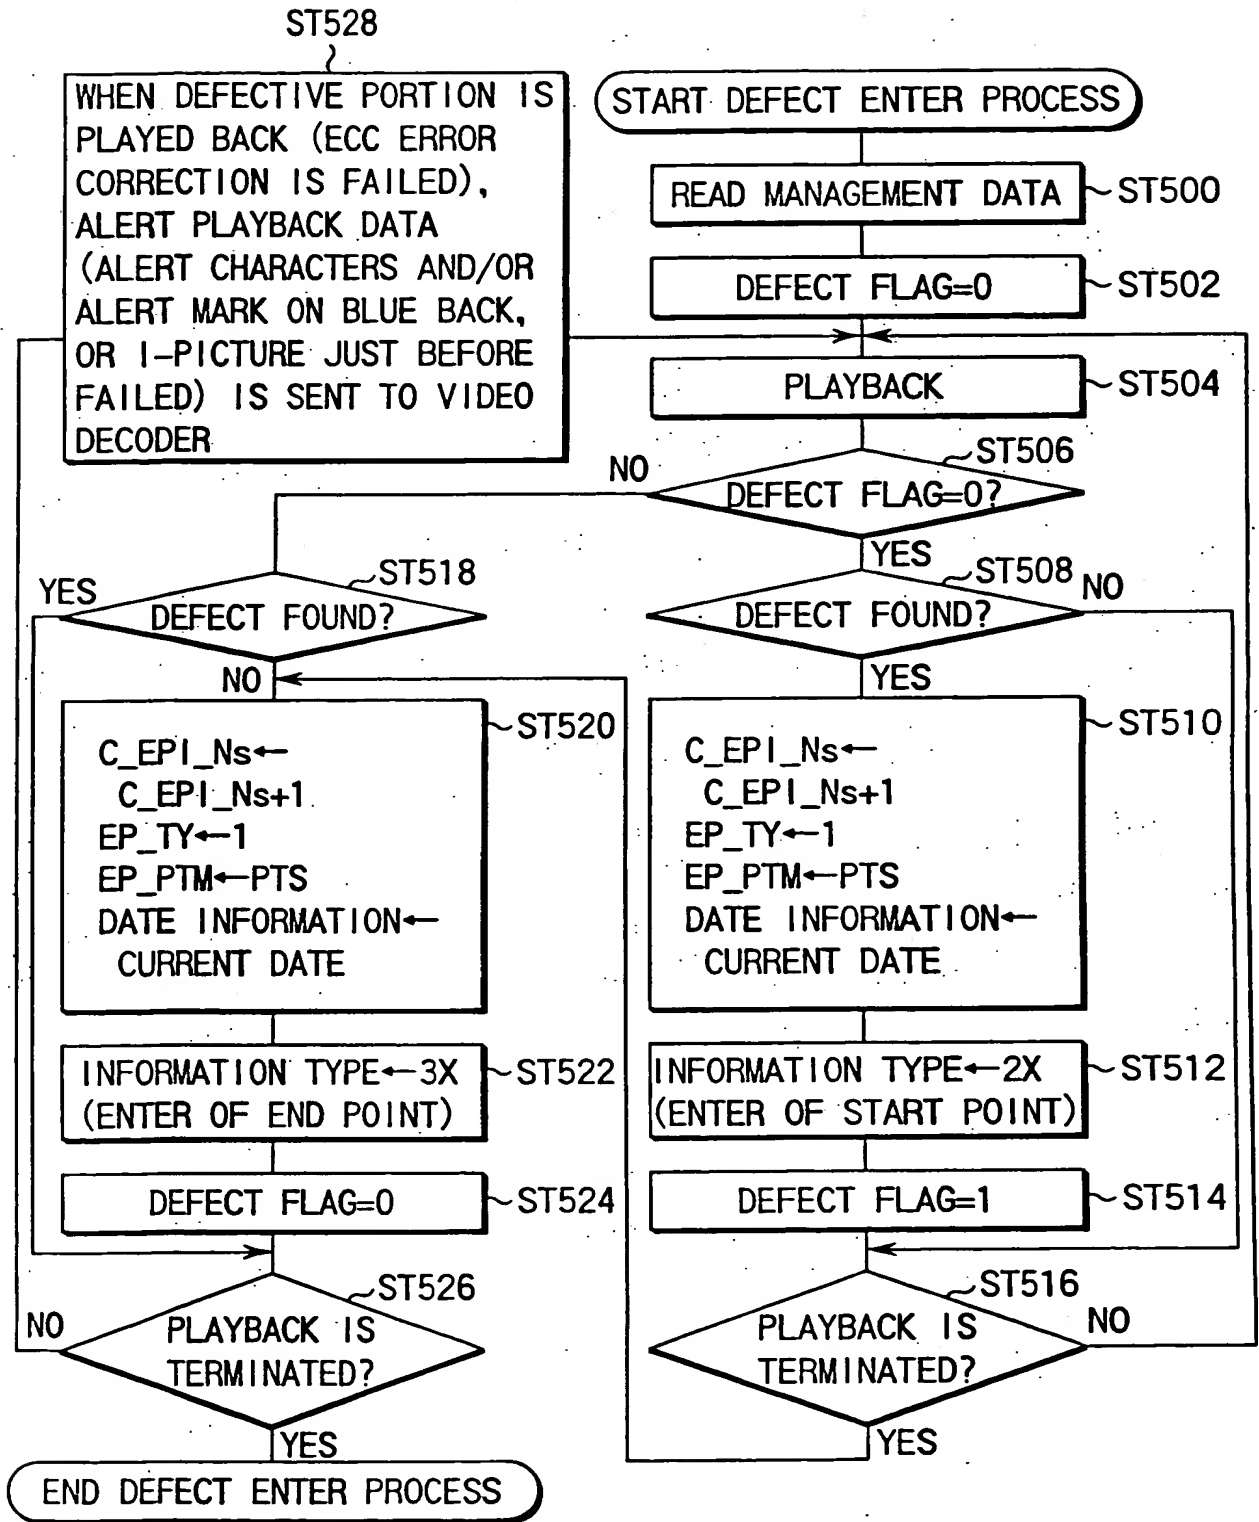 ST528
WHEN DEFECTIVE PORTION IS
PLAYED BACK (ECC ERROR
CORRECTION IS FAILED),
ALERT PLAYBACK DATA
(ALERT CHARACTERS AND/OR
ALERT MARK ON BLUE BACK,
OR I-PICTURE JUST BEFORE
FAILED) IS SENT TO VIDEO
DECODER
START DEFECT ENTER PROCESS
READ MANAGEMENT DATA
ST500
DEFECT FLAG=0
ST502
PLAYBACK
ST504
ST506
DEFECT FLAG=0?
NO
YES
ST518
DEFECT FOUND?
YES
NO
ST508
DEFECT FOUND?
NO
YES
ST520
C_EPI_Ns←
C_EPI_Ns+1
EP_TY←1
EP_PTM←PTS
DATE INFORMATION←
CURRENT DATE
ST510
C_EPI_Ns←
C_EPI_Ns+1
EP_TY←1
EP_PTM←PTS
DATE INFORMATION←
CURRENT DATE
INFORMATION TYPE←3X
(ENTER OF END POINT)
ST522
INFORMATION TYPE←2X
(ENTER OF START POINT)
ST512
DEFECT FLAG=0
ST524
DEFECT FLAG=1
ST514
ST526
PLAYBACK IS
TERMINATED?
NO
YES
ST516
PLAYBACK IS
TERMINATED?
NO
YES
END DEFECT ENTER PROCESS